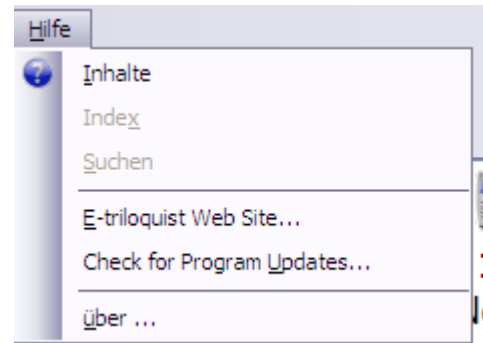 Hilfe
Inhalte
Index
Suchen
E-triloquist Web Site...
Check for Program Updates...
über ...